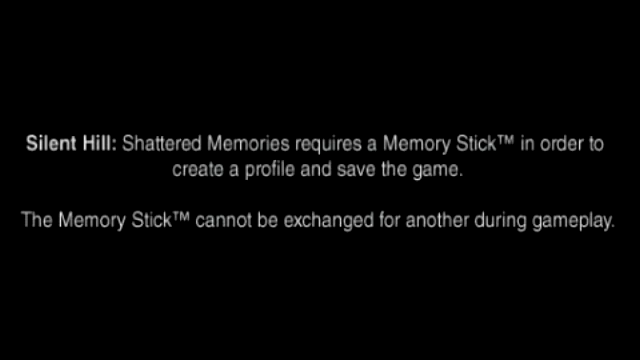 Silent Hill: Shattered Memories requires a Memory Stick™ in order to
create a profile and save the game.
The Memory Stick™ cannot be exchanged for another during gameplay.